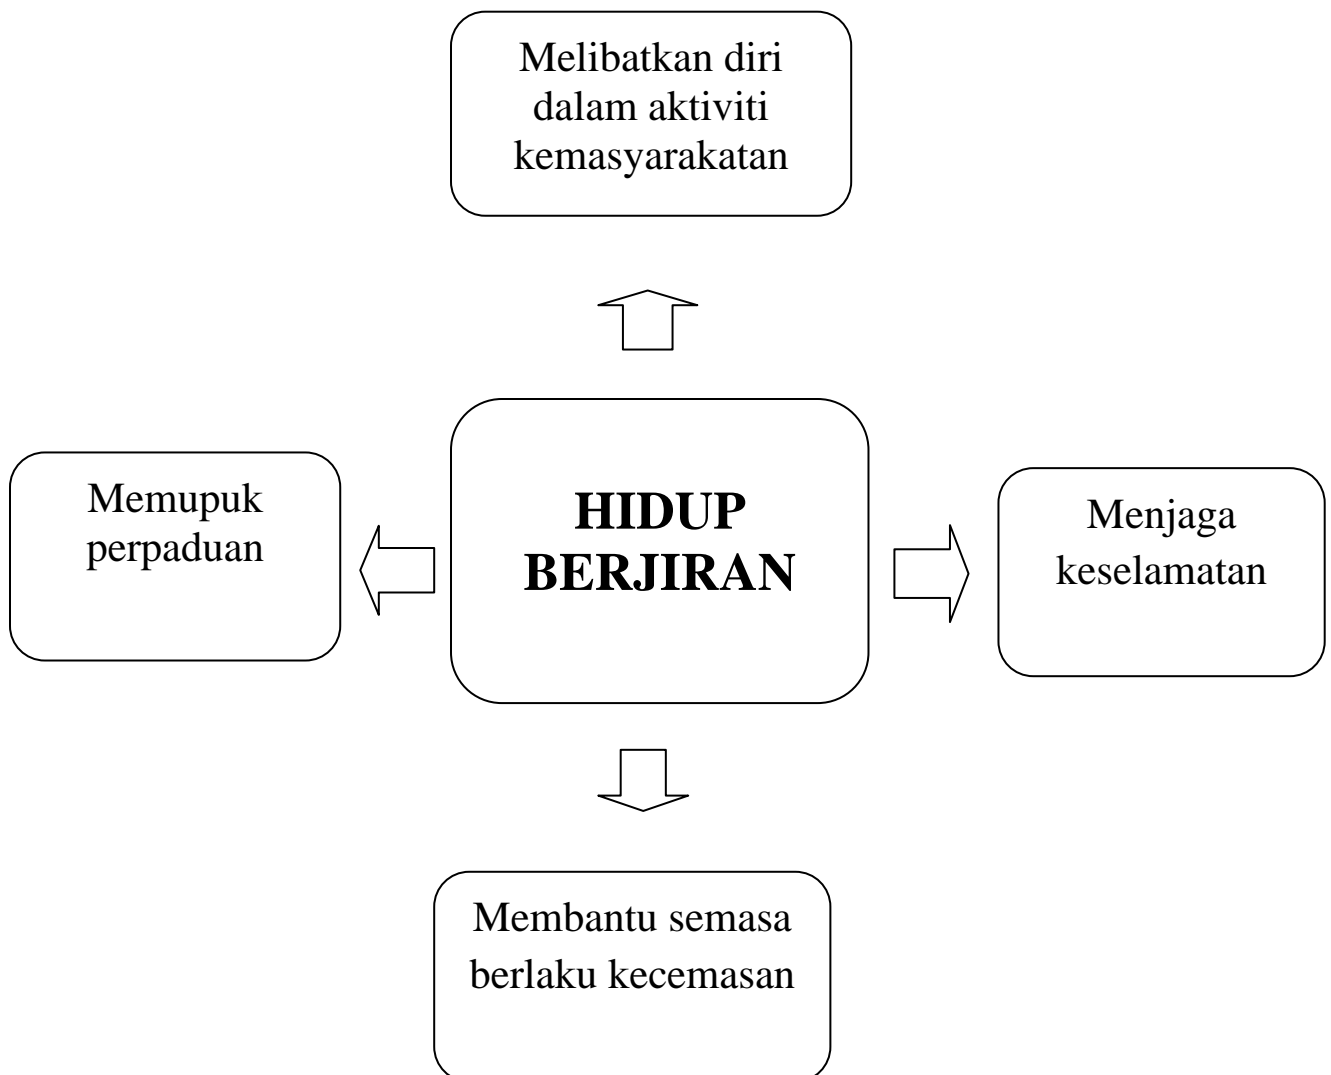 Melibatkan diri
dalam aktiviti
kemasyarakatan
Memupuk
perpaduan
HIDUP
BERJIRAN
Menjaga
keselamatan
Membantu semasa
berlaku kecemasan